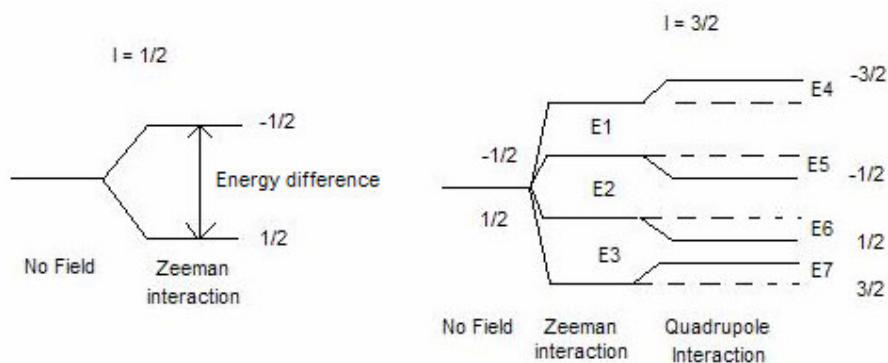 I = 1/2
-1/2
Energy difference
1/2
No Field
Zeeman
interaction
I = 3/2
-3/2
E4
E1
-1/2
E5
-1/2
E2
1/2
E6
1/2
E3
E7
3/2
No Field
Zeeman
interaction
Quadrupole
Interaction